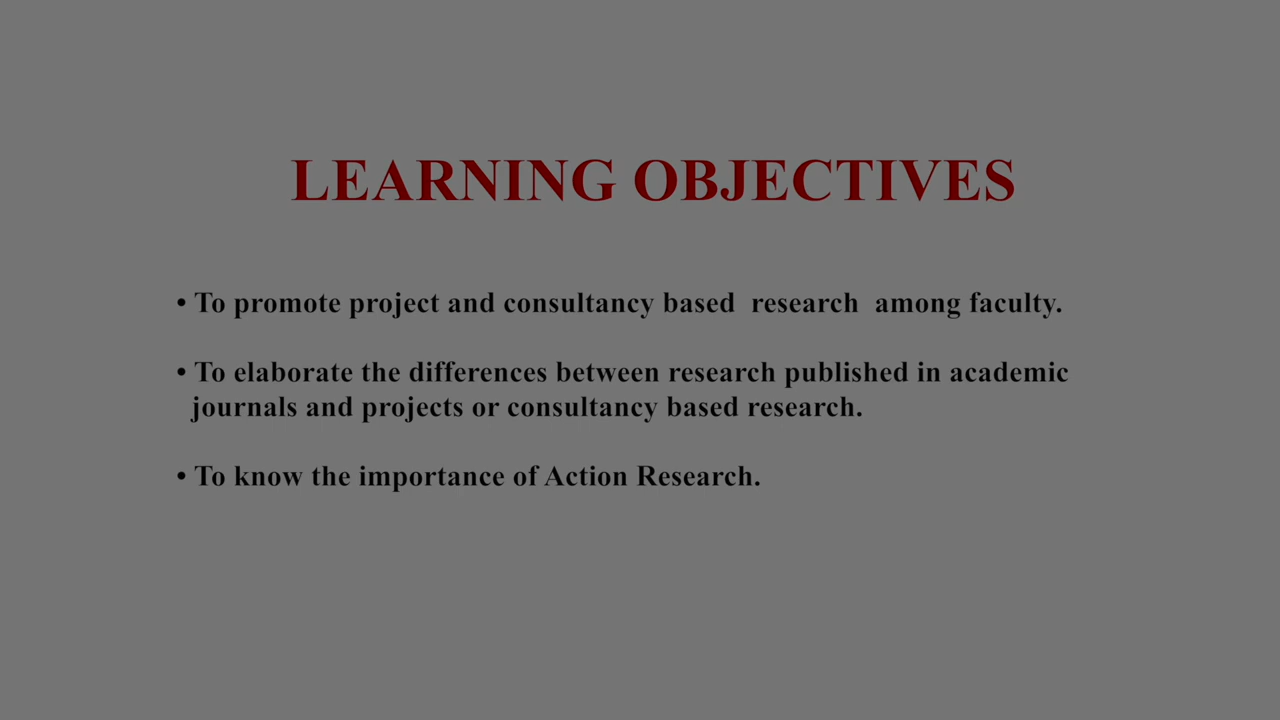 LEARNING OBJECTIVES
• To promote project and consultancy based  research  among faculty.
• To elaborate the differences between research published in academic
journals and projects or consultancy based research.
• To know the importance of Action Research.